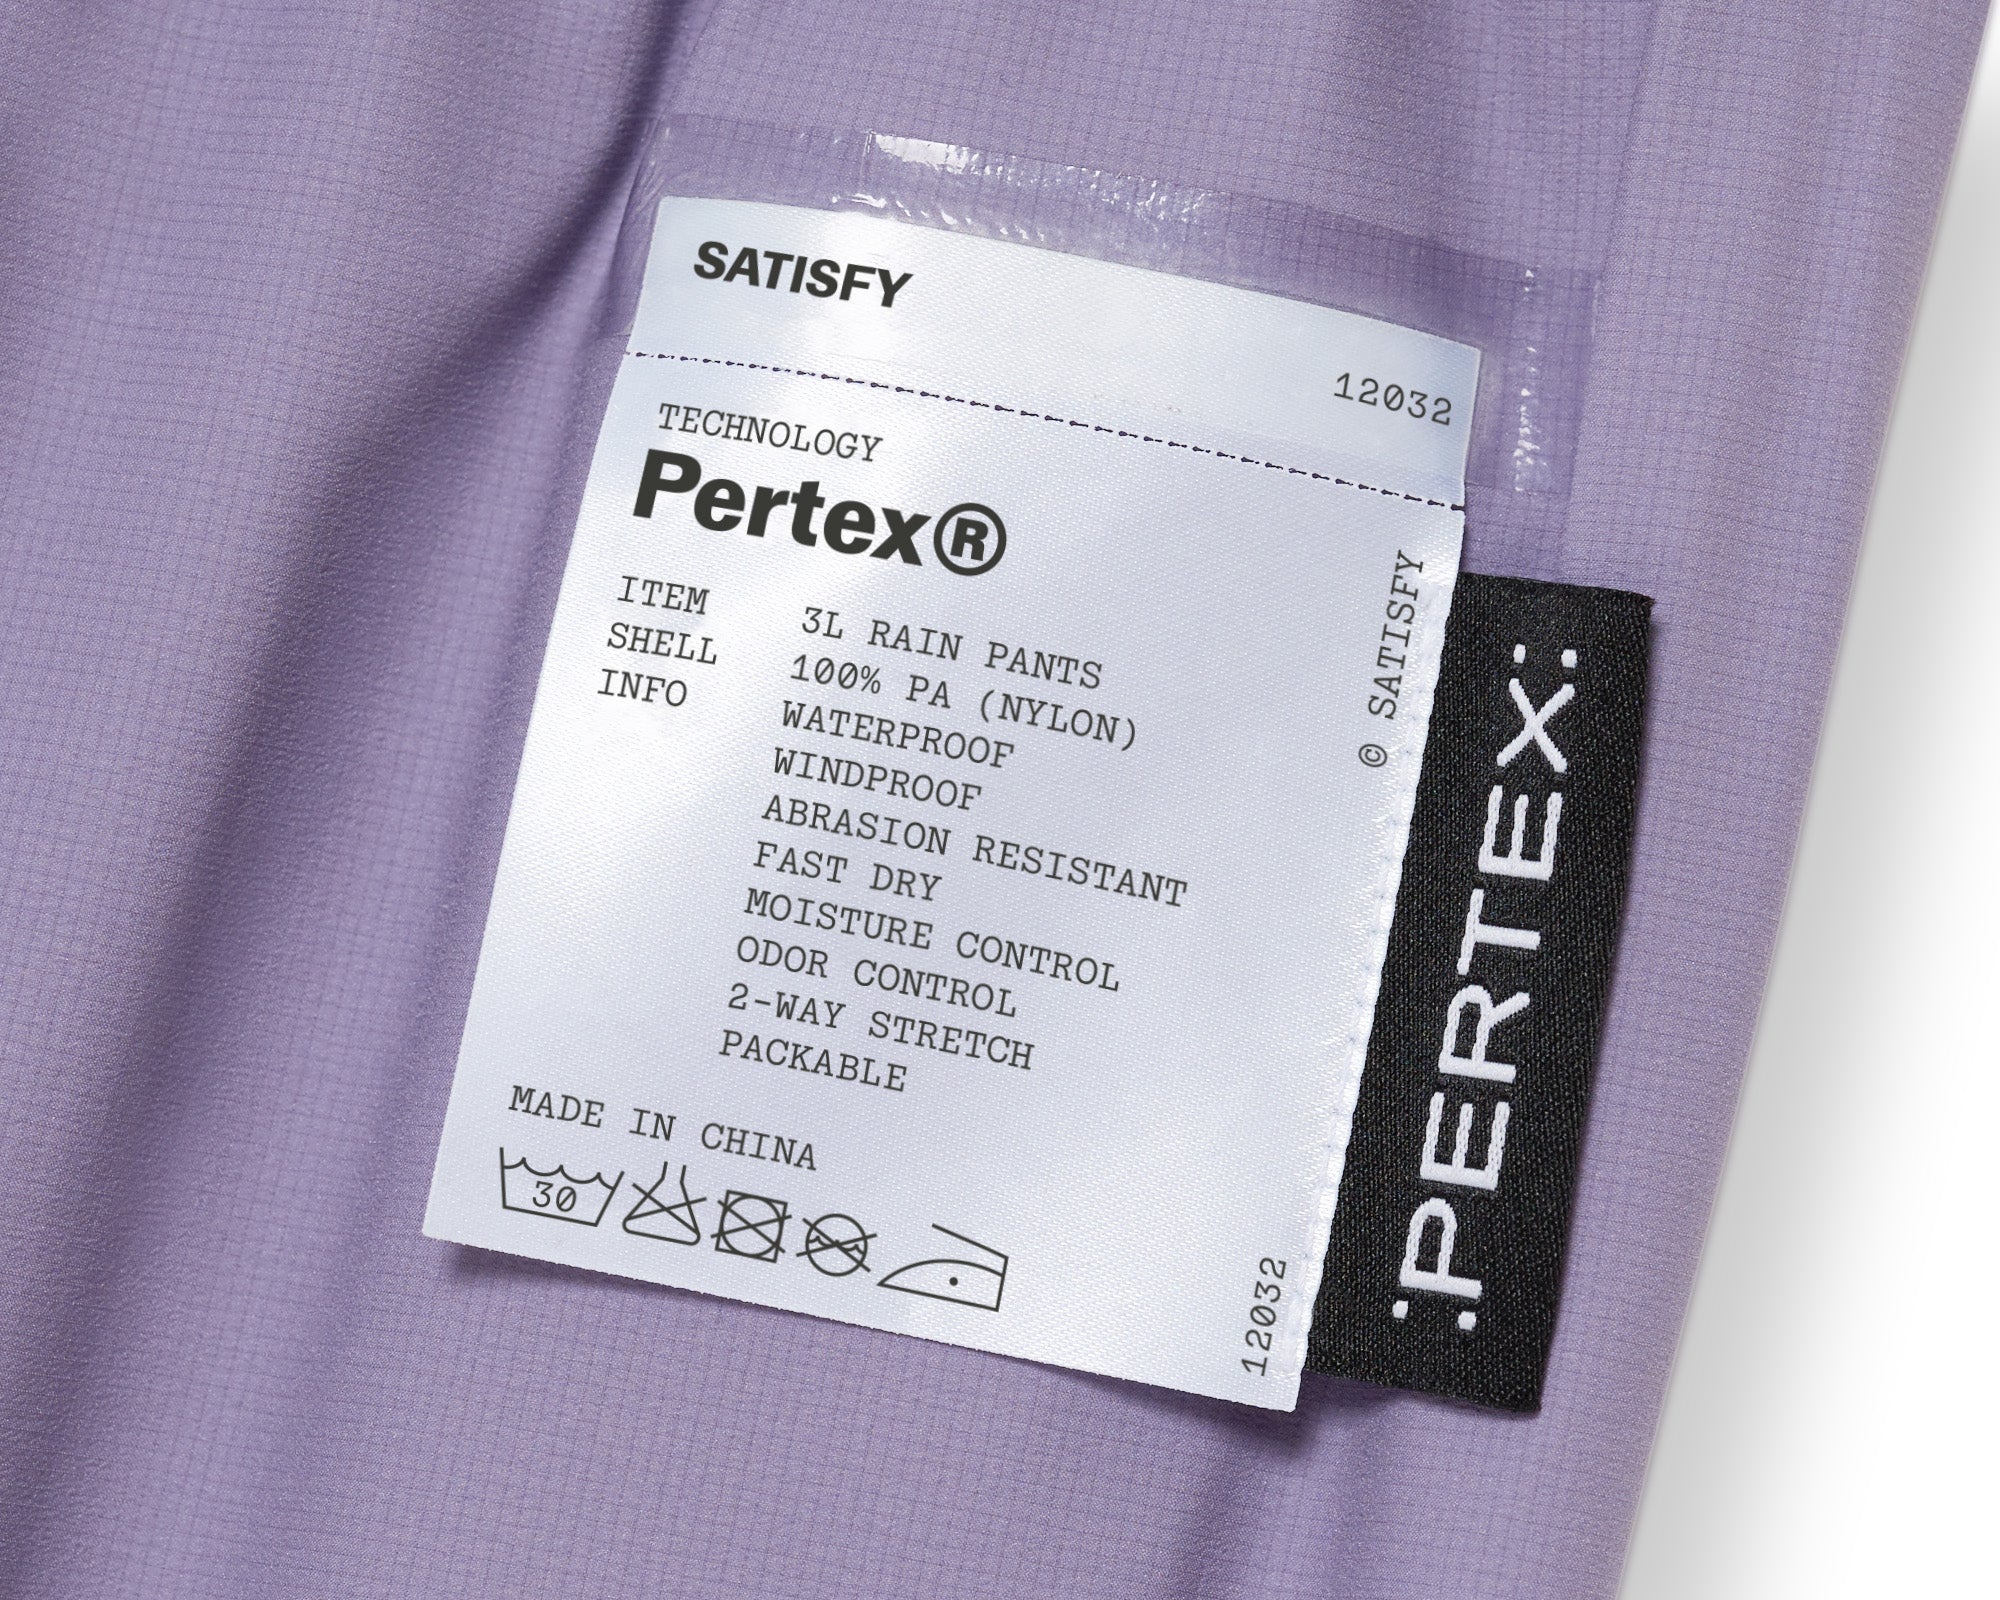 SATISFY
12032
TECHNOLOGY
Pertex®
ITEM 3L RAIN PANTS
SHELL 100% PA (NYLON)
INFO WATERPROOF
WINDPROOF
ABRASION RESISTANT
FAST DRY
MOISTURE CONTROL
ODOR CONTROL
2-WAY STRETCH
PACKABLE
MADE IN CHINA
30
© SATISFY
12032
:PERTEX: